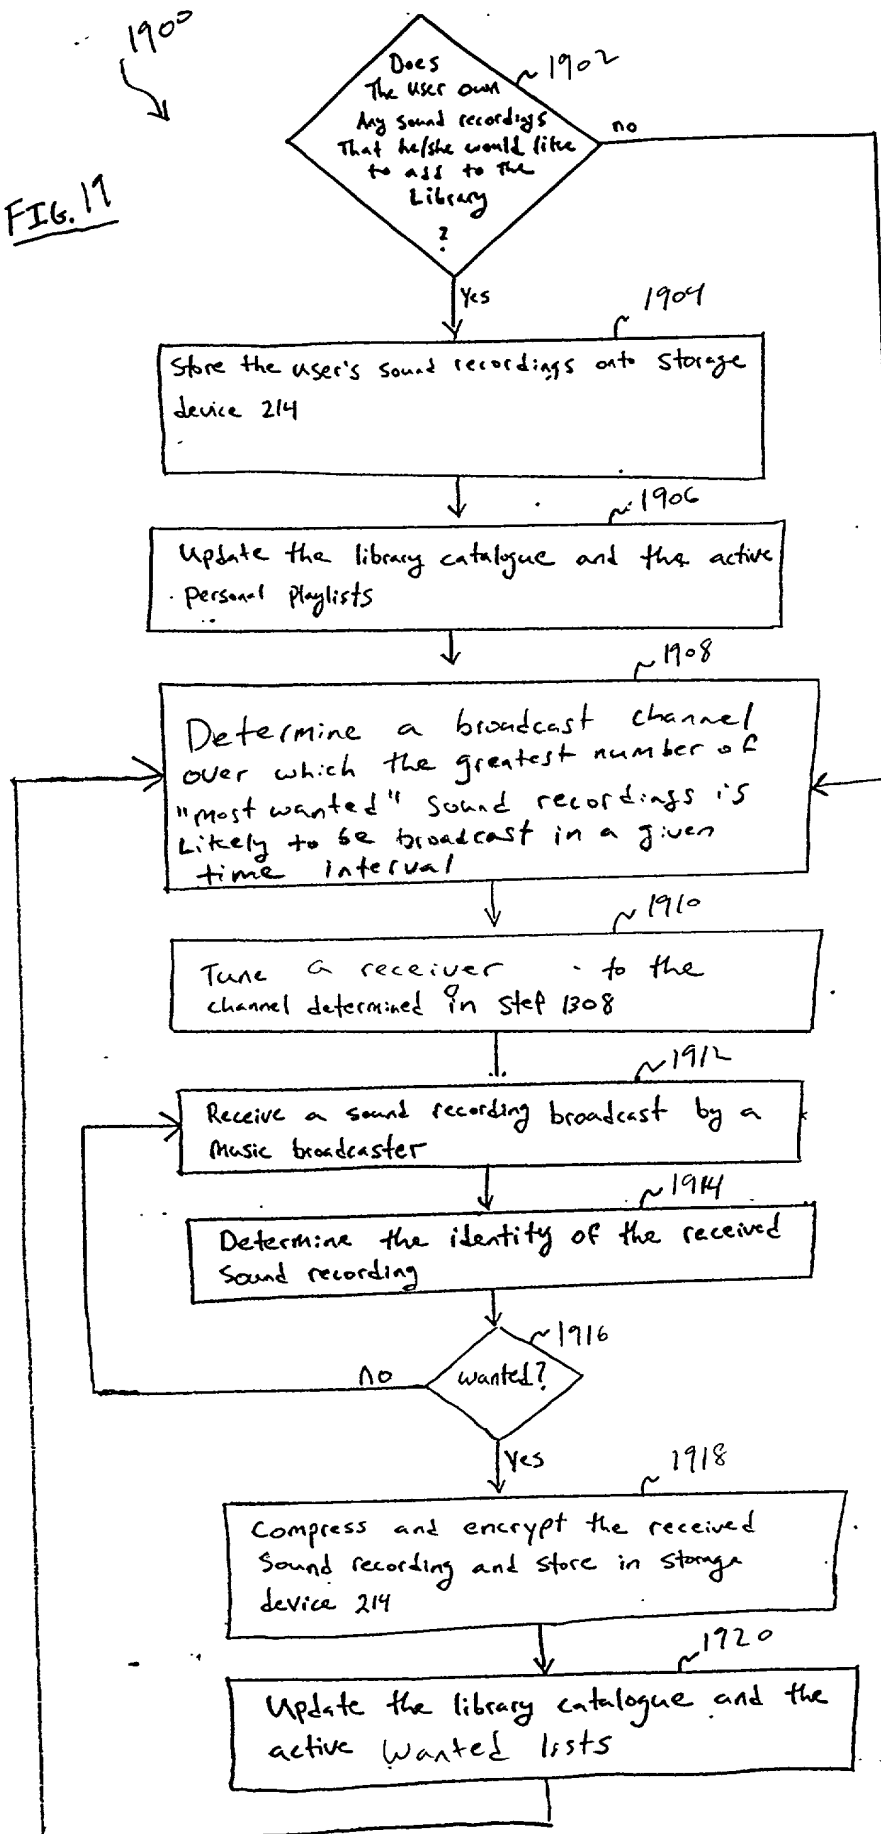 1900
FIG. 19
1902
Does
The user own
Any sound recordings
That he/she would like
to add to the
Library
?
no
Yes
1904
Store the user's sound recordings onto storage
device 214
1906
Update the library catalogue and the active
personal playlists
1908
Determine a broadcast channel
over which the greatest number of
"most wanted" sound recordings is
Likely to be broadcast in a given
time interval
1910
Tune a receiver to the
channel determined in step 1308
1912
Receive a sound recording broadcast by a
Music broadcaster
1914
Determine the identity of the received
Sound recording
1916
wanted?
no
Yes
1918
Compress and encrypt the received
Sound recording and store in storage
device 214
1920
Update the library catalogue and the
active wanted lists